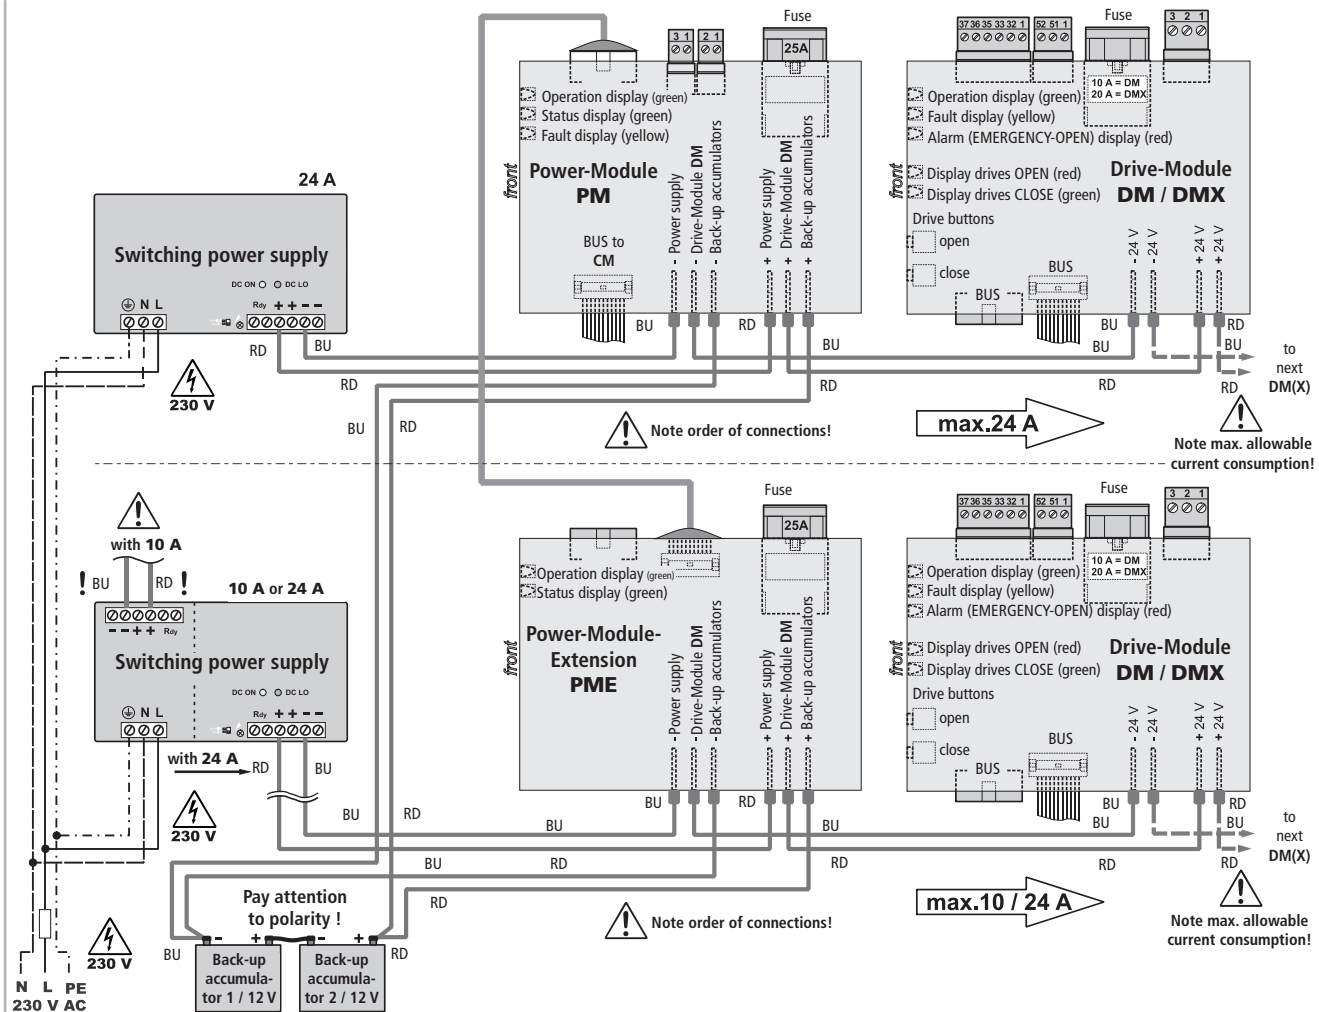 Fuse
25A
3 1
2 1
Operation display (green)
Status display (green)
Fault display (yellow)
front
Power-Module
PM
BUS to
CM
- Power supply
- Drive-Module DM
- Back-up accumulators
+ Power supply
+ Drive-Module DM
+ Back-up accumulators
BU
RD
Fuse
37 36 35 33 32 1
52 51 1
3 2 1
10 A = DM
20 A = DMX
Operation display (green)
Fault display (yellow)
Alarm (EMERGENCY-OPEN) display (red)
front
Display drives OPEN (red)
Display drives CLOSE (green)
Drive-Module
DM / DMX
Drive buttons
open
close
BUS
BUS
- 24 V
- 24 V
+ 24 V
+ 24 V
BU
RD
BU
RD
to
next
DM(X)
24 A
Switching power supply
DC ON
DC LO
N L
Rdy + + – –
RD
BU
230 V
RD
BU
RD
BU
RD
BU
RD
Note order of connections!
max.24 A
Note max. allowable
current consumption!
with 10 A
! BU RD !
10 A or 24 A
– – + + Rdy
Switching power supply
DC ON
DC LO
N L
Rdy + + – –
with 24 A
RD
BU
230 V
BU
RD
Fuse
25A
Operation display (green)
Status display (green)
front
Power-Module-
Extension
PME
- Power supply
- Drive-Module DM
- Back-up accumulators
+ Power supply
+ Drive-Module DM
+ Back-up accumulators
BU
RD
Fuse
37 36 35 33 32 1
52 51 1
3 2 1
10 A = DM
20 A = DMX
Operation display (green)
Fault display (yellow)
Alarm (EMERGENCY-OPEN) display (red)
front
Display drives OPEN (red)
Display drives CLOSE (green)
Drive-Module
DM / DMX
Drive buttons
open
close
BUS
BUS
- 24 V
- 24 V
+ 24 V
+ 24 V
BU
RD
BU
RD
to
next
DM(X)
BU
BU
BU
RD
RD
BU
RD
RD
Note order of connections!
max.10 / 24 A
Note max. allowable
current consumption!
Pay attention
to polarity !
BU
- + - +
RD
Back-up
accumula-
tor 1 / 12 V
Back-up
accumula-
tor 2 / 12 V
230 V
N L PE
230 V AC